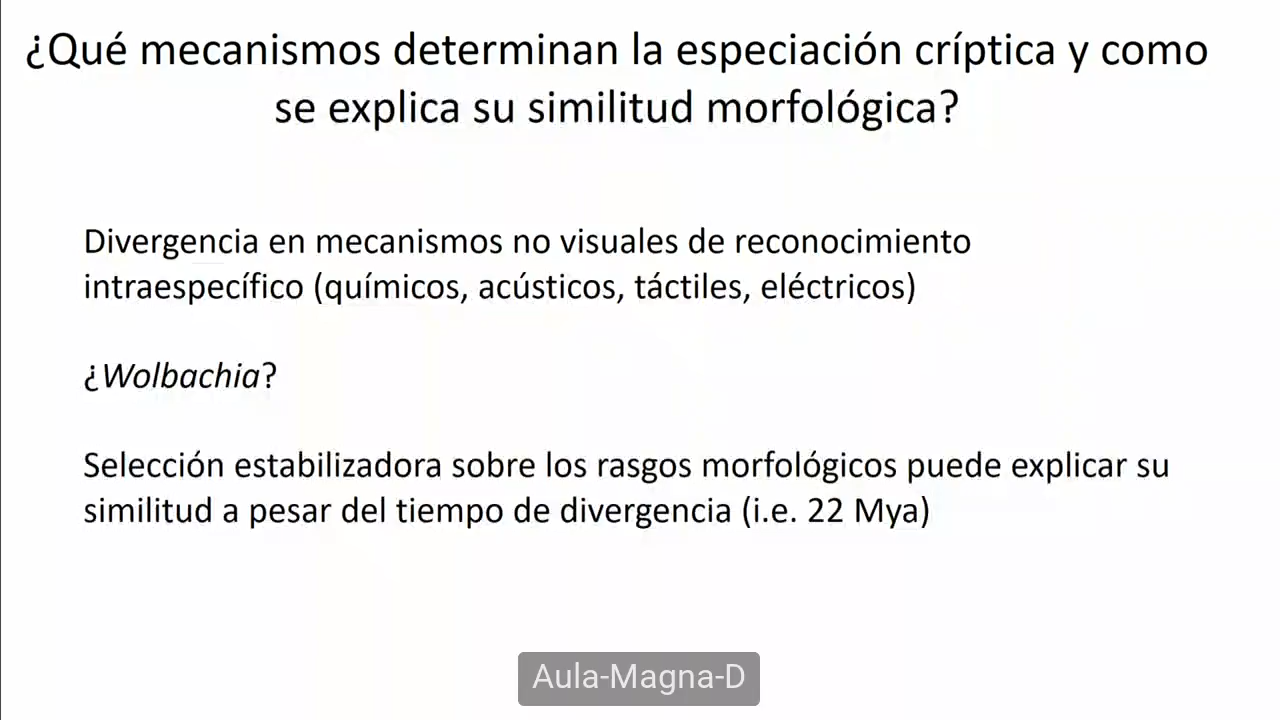 ¿Qué mecanismos determinan la especiación críptica y como
se explica su similitud morfológica?
Divergencia en mecanismos no visuales de reconocimiento
intraespecífico (químicos, acústicos, táctiles, eléctricos)
¿Wolbachia?
Selección estabilizadora sobre los rasgos morfológicos puede explicar su
similitud a pesar del tiempo de divergencia (i.e. 22 Mya)
Aula-Magna-D